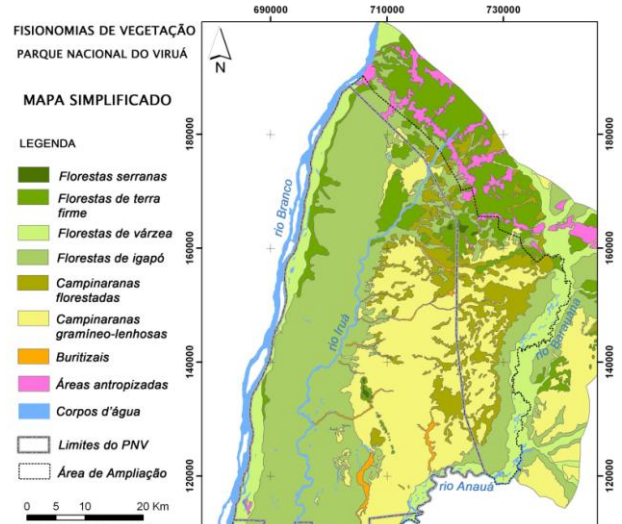 FISIONOMIAS DE VEGETAÇÃO
PARQUE NACIONAL DO VIRUÁ
MAPA SIMPLIFICADO
LEGENDA
Florestas serranas
Florestas de terra
firme
Florestas de várzea
Florestas de igapó
Campinaranas
florestadas
Campinaranas
gramíneo-lenhosas
Buritizais
Áreas antropizadas
Corpos d'água
Limites do PNV
Área de Ampliação
0 5 10 20 Km
690000 710000 730000
N
180000
160000
140000
120000
rio Branco
rio Iruá
rio Barauana
rio Anauá
180000
160000
140000
120000